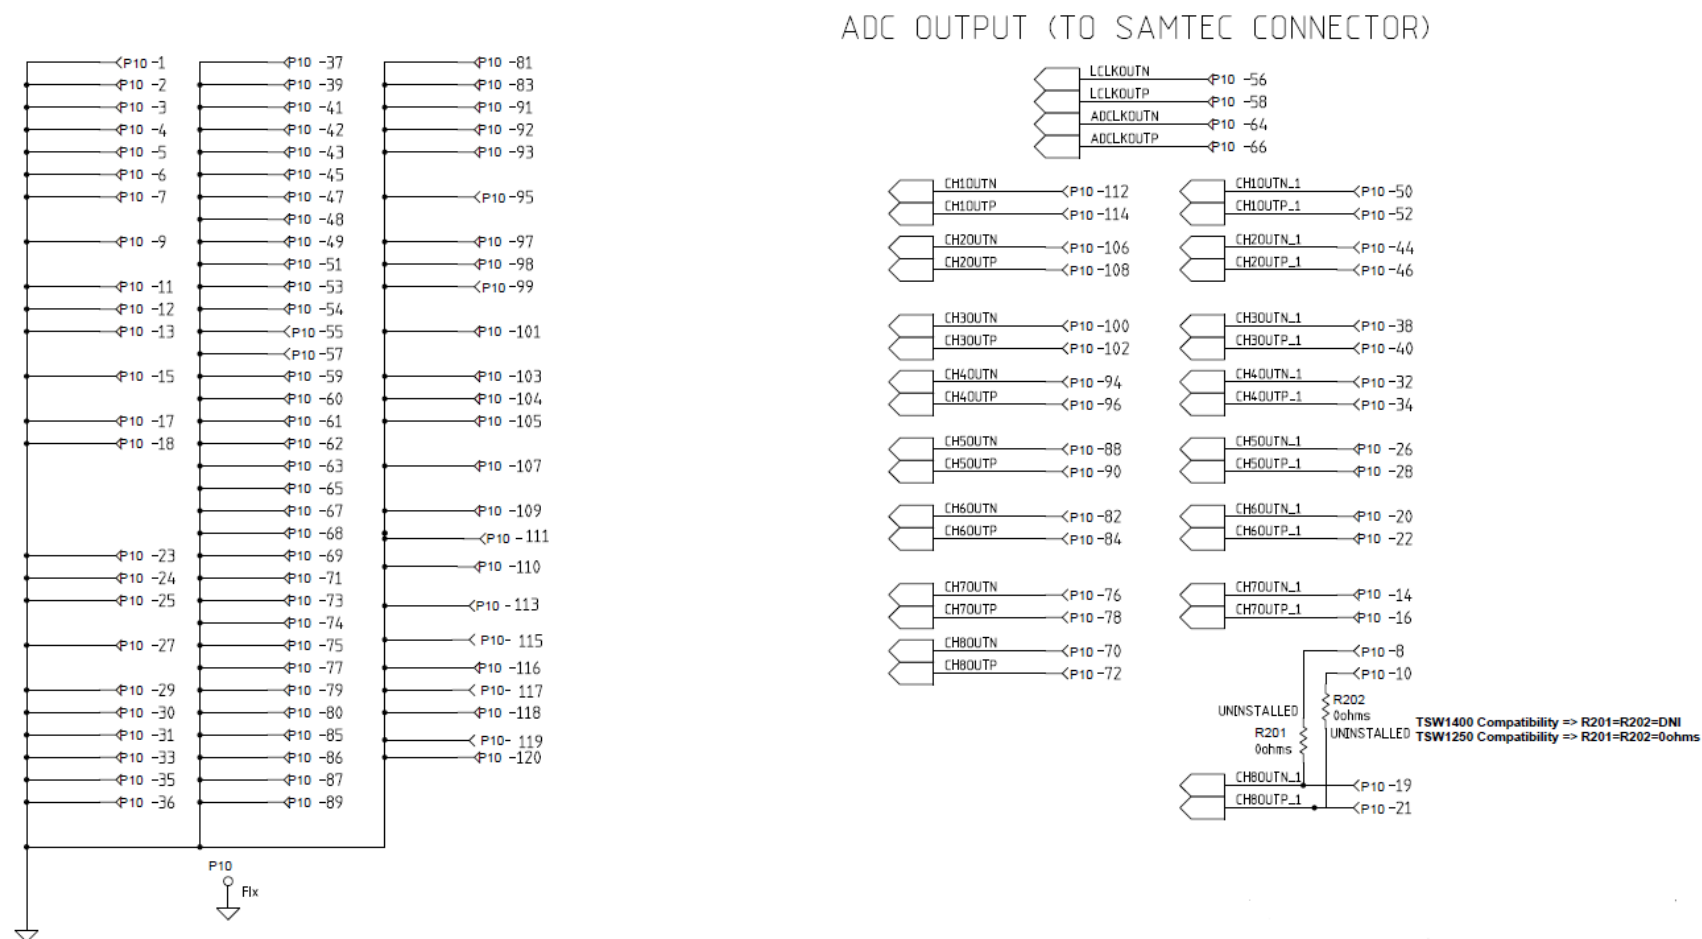 ADC OUTPUT (TO SAMTEC CONNECTOR)
P10 -1
P10 -2
P10 -3
P10 -4
P10 -5
P10 -6
P10 -7
P10 -9
P10 -11
P10 -12
P10 -13
P10 -15
P10 -17
P10 -18
P10 -23
P10 -24
P10 -25
P10 -27
P10 -29
P10 -30
P10 -31
P10 -33
P10 -35
P10 -36
P10 -37
P10 -39
P10 -41
P10 -42
P10 -43
P10 -45
P10 -47
P10 -48
P10 -49
P10 -51
P10 -53
P10 -54
P10 -55
P10 -57
P10 -59
P10 -60
P10 -61
P10 -62
P10 -63
P10 -65
P10 -67
P10 -68
P10 -69
P10 -71
P10 -73
P10 -74
P10 -75
P10 -77
P10 -79
P10 -80
P10 -85
P10 -86
P10 -87
P10 -89
P10 -81
P10 -83
P10 -91
P10 -92
P10 -93
P10 -95
P10 -97
P10 -98
P10 -99
P10 -101
P10 -103
P10 -104
P10 -105
P10 -107
P10 -109
P10 - 111
P10 -110
P10 - 113
P10- 115
P10 -116
P10- 117
P10 -118
P10- 119
P10 -120
P10
FIx
LCLKOUTN P10 -56
LCLKOUTP P10 -58
ADCLKOUTN P10 -64
ADCLKOUTP P10 -66
CH1OUTN P10 -112
CH1OUTP P10 -114
CH2OUTN P10 -106
CH2OUTP P10 -108
CH3OUTN P10 -100
CH3OUTP P10 -102
CH4OUTN P10 -94
CH4OUTP P10 -96
CH5OUTN P10 -88
CH5OUTP P10 -90
CH6OUTN P10 -82
CH6OUTP P10 -84
CH7OUTN P10 -76
CH7OUTP P10 -78
CH8OUTN P10 -70
CH8OUTP P10 -72
CH1OUTN_1 P10 -50
CH1OUTP_1 P10 -52
CH2OUTN_1 P10 -44
CH2OUTP_1 P10 -46
CH3OUTN_1 P10 -38
CH3OUTP_1 P10 -40
CH4OUTN_1 P10 -32
CH4OUTP_1 P10 -34
CH5OUTN_1 P10 -26
CH5OUTP_1 P10 -28
CH6OUTN_1 P10 -20
CH6OUTP_1 P10 -22
CH7OUTN_1 P10 -14
CH7OUTP_1 P10 -16
P10 -8
P10 -10
R202
0ohms
UNINSTALLED
UNINSTALLED
R201
0ohms
TSW1400 Compatibility => R201=R202=DNI
TSW1250 Compatibility => R201=R202=0ohms
CH8OUTN_1 P10 -19
CH8OUTP_1 P10 -21